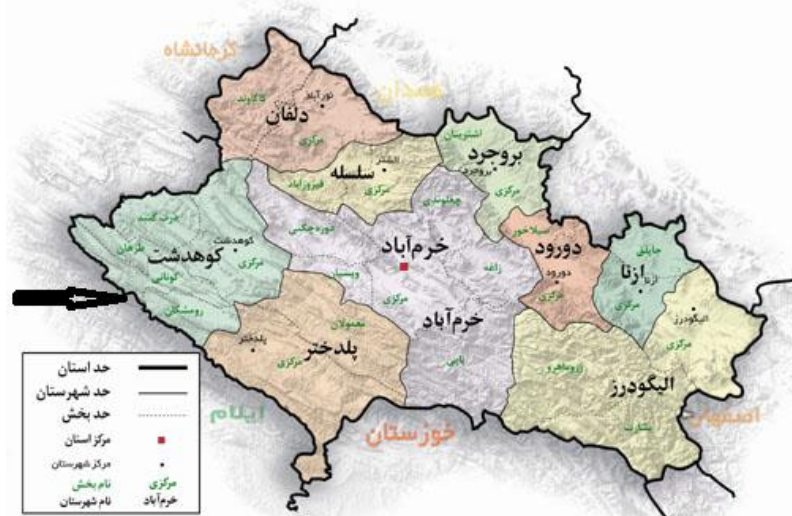 کرمانشاه
همدان
نورآباد
کاکاوند
دلفان
مرکزی
اشترینان
بروجرد
بروجرد
مرکزی
الشتر
سلسله
فیروزآباد
مرکزی
چغلوندی
طرهان
کوهدشت
کوهدشت
کونانی
مرکزی
رومشکان
دوره‌چگنی
خرم‌آباد
ویسیان
زاغه
مرکزی
خرم‌آباد
پاپی
سیلاخور
دورود
دورود
مرکزی
جاپلق
ازنا
ازنا
مرکزی
الیگودرز
مرکزی
الیگودرز
بشارت
معمولان
پلدختر
پلدختر
مرکزی
ایلام
خوزستان
اصفهان
حد استان
حد شهرستان
حد بخش
مرکز استان
مرکز شهرستان
نام بخش مرکزی
نام شهرستان خرم‌آباد